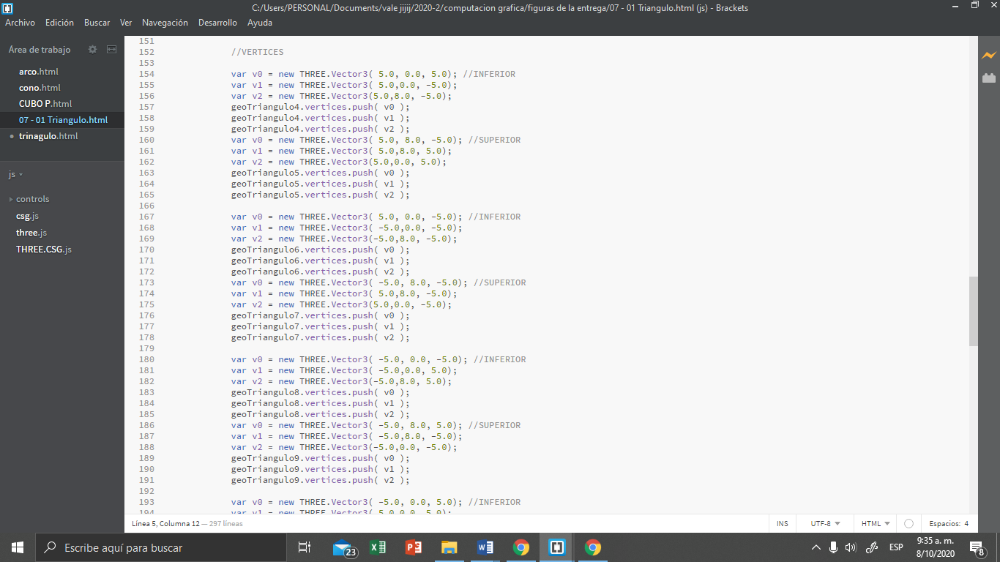 C:/Users/PERSONAL/Documents/vale jijij/2020-2/computacion grafica/figuras de la entrega/07 - 01 Triangulo.html (js) - Brackets
Archivo Edición Buscar Ver Navegación Desarrollo Ayuda
Área de trabajo
arco.html
cono.html
CUBO P.html
07 - 01 Triangulo.html
trinagulo.html
js
controls
csg.js
three.js
THREE.CSG.js
151
152 //VERTICES
153
154 var v0 = new THREE.Vector3( 5.0, 0.0, 5.0); //INFERIOR
155 var v1 = new THREE.Vector3( 5.0,0.0, -5.0);
156 var v2 = new THREE.Vector3(5.0,8.0, -5.0);
157 geoTriangulo4.vertices.push( v0 );
158 geoTriangulo4.vertices.push( v1 );
159 geoTriangulo4.vertices.push( v2 );
160 var v0 = new THREE.Vector3( 5.0, 8.0, -5.0); //SUPERIOR
161 var v1 = new THREE.Vector3( 5.0,8.0, 5.0);
162 var v2 = new THREE.Vector3(5.0,0.0, 5.0);
163 geoTriangulo5.vertices.push( v0 );
164 geoTriangulo5.vertices.push( v1 );
165 geoTriangulo5.vertices.push( v2 );
166
167 var v0 = new THREE.Vector3( 5.0, 0.0, -5.0); //INFERIOR
168 var v1 = new THREE.Vector3( -5.0,0.0, -5.0);
169 var v2 = new THREE.Vector3(-5.0,8.0, -5.0);
170 geoTriangulo6.vertices.push( v0 );
171 geoTriangulo6.vertices.push( v1 );
172 geoTriangulo6.vertices.push( v2 );
173 var v0 = new THREE.Vector3( -5.0, 8.0, -5.0); //SUPERIOR
174 var v1 = new THREE.Vector3( 5.0,8.0, -5.0);
175 var v2 = new THREE.Vector3(5.0,0.0, -5.0);
176 geoTriangulo7.vertices.push( v0 );
177 geoTriangulo7.vertices.push( v1 );
178 geoTriangulo7.vertices.push( v2 );
179
180 var v0 = new THREE.Vector3( -5.0, 0.0, -5.0); //INFERIOR
181 var v1 = new THREE.Vector3( -5.0,0.0, 5.0);
182 var v2 = new THREE.Vector3(-5.0,8.0, 5.0);
183 geoTriangulo8.vertices.push( v0 );
184 geoTriangulo8.vertices.push( v1 );
185 geoTriangulo8.vertices.push( v2 );
186 var v0 = new THREE.Vector3( -5.0, 8.0, 5.0); //SUPERIOR
187 var v1 = new THREE.Vector3( -5.0,8.0, -5.0);
188 var v2 = new THREE.Vector3(-5.0,0.0, -5.0);
189 geoTriangulo9.vertices.push( v0 );
190 geoTriangulo9.vertices.push( v1 );
191 geoTriangulo9.vertices.push( v2 );
192
193 var v0 = new THREE.Vector3( -5.0, 0.0, 5.0); //INFERIOR
194 var v1 = new THREE.Vector3( 5.0,0.0, 5.0);
Línea 5, Columna 12 — 297 líneas
INS UTF-8 HTML Espacios: 4
Escribe aquí para buscar
23
ESP
9:35 a. m.
8/10/2020
8